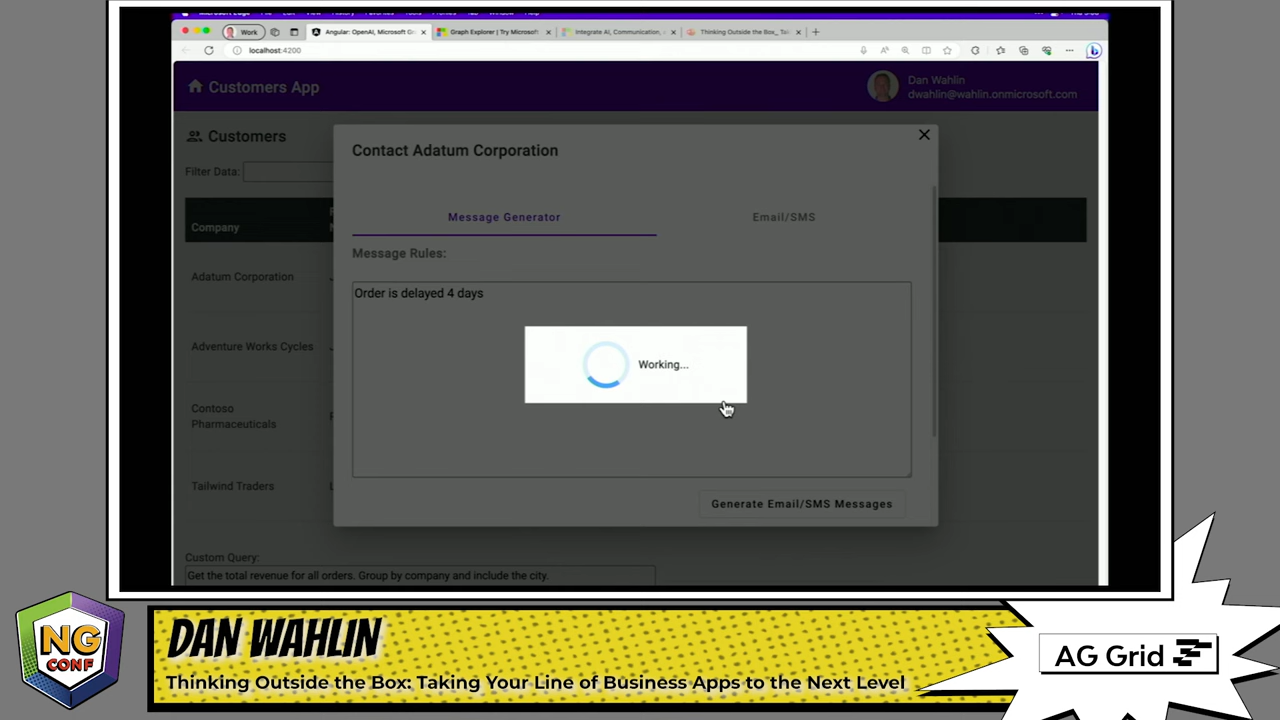 Work
Angular: OpenAI, Microsoft Gr
Graph Explorer | Try Microsoft
Integrate AI, Communication,
Thinking Outside the Box_ Tak
localhost:4200
Customers App
Dan Wahlin
dwahlin@wahlin.onmicrosoft.com
Customers
Filter Data:
Contact Adatum Corporation
Message Generator
Email/SMS
Message Rules:
Company
Order is delayed 4 days
Adatum Corporation
Adventure Works Cycles
Working...
Contoso
Pharmaceuticals
Tailwind Traders
Generate Email/SMS Messages
Custom Query:
Get the total revenue for all orders. Group by company and include the city.
NG
CONF
DAN WAHLIN
Thinking Outside the Box: Taking Your Line of Business Apps to the Next Level
AG Grid